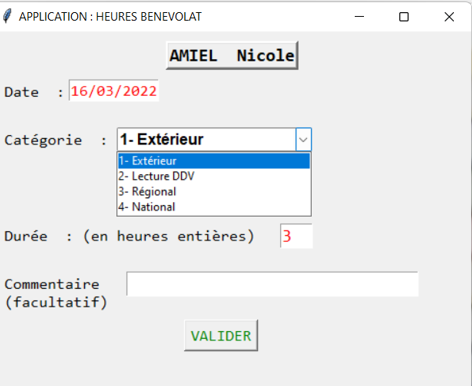 APPLICATION : HEURES BENEVOLAT
AMIEL  Nicole
Date  : 16/03/2022
Catégorie  : 1- Extérieur
1- Extérieur
2- Lecture DDV
3- Régional
4- National
Durée  : (en heures entières)  3
Commentaire
(facultatif)
VALIDER